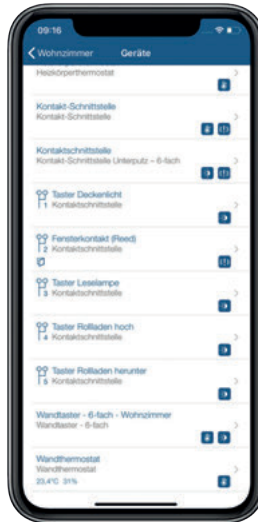 09:16
Wohnzimmer Geräte
Heizkörperthermostat
Kontakt-Schnittstelle
Kontakt-Schnittstelle
Kontaktschnittstelle
Kontakt-Schnittstelle Unterputz – 6-fach
Taster Deckenlicht
1 Kontaktschnittstelle
Fensterkontakt (Reed)
2 Kontaktschnittstelle
Taster Leselampe
3 Kontaktschnittstelle
Taster Rollladen hoch
4 Kontaktschnittstelle
Taster Rollladen herunter
5 Kontaktschnittstelle
Wandtaster - 6-fach - Wohnzimmer
Wandtaster - 6-fach
Wandthermostat
Wandthermostat
23.4°C 31%